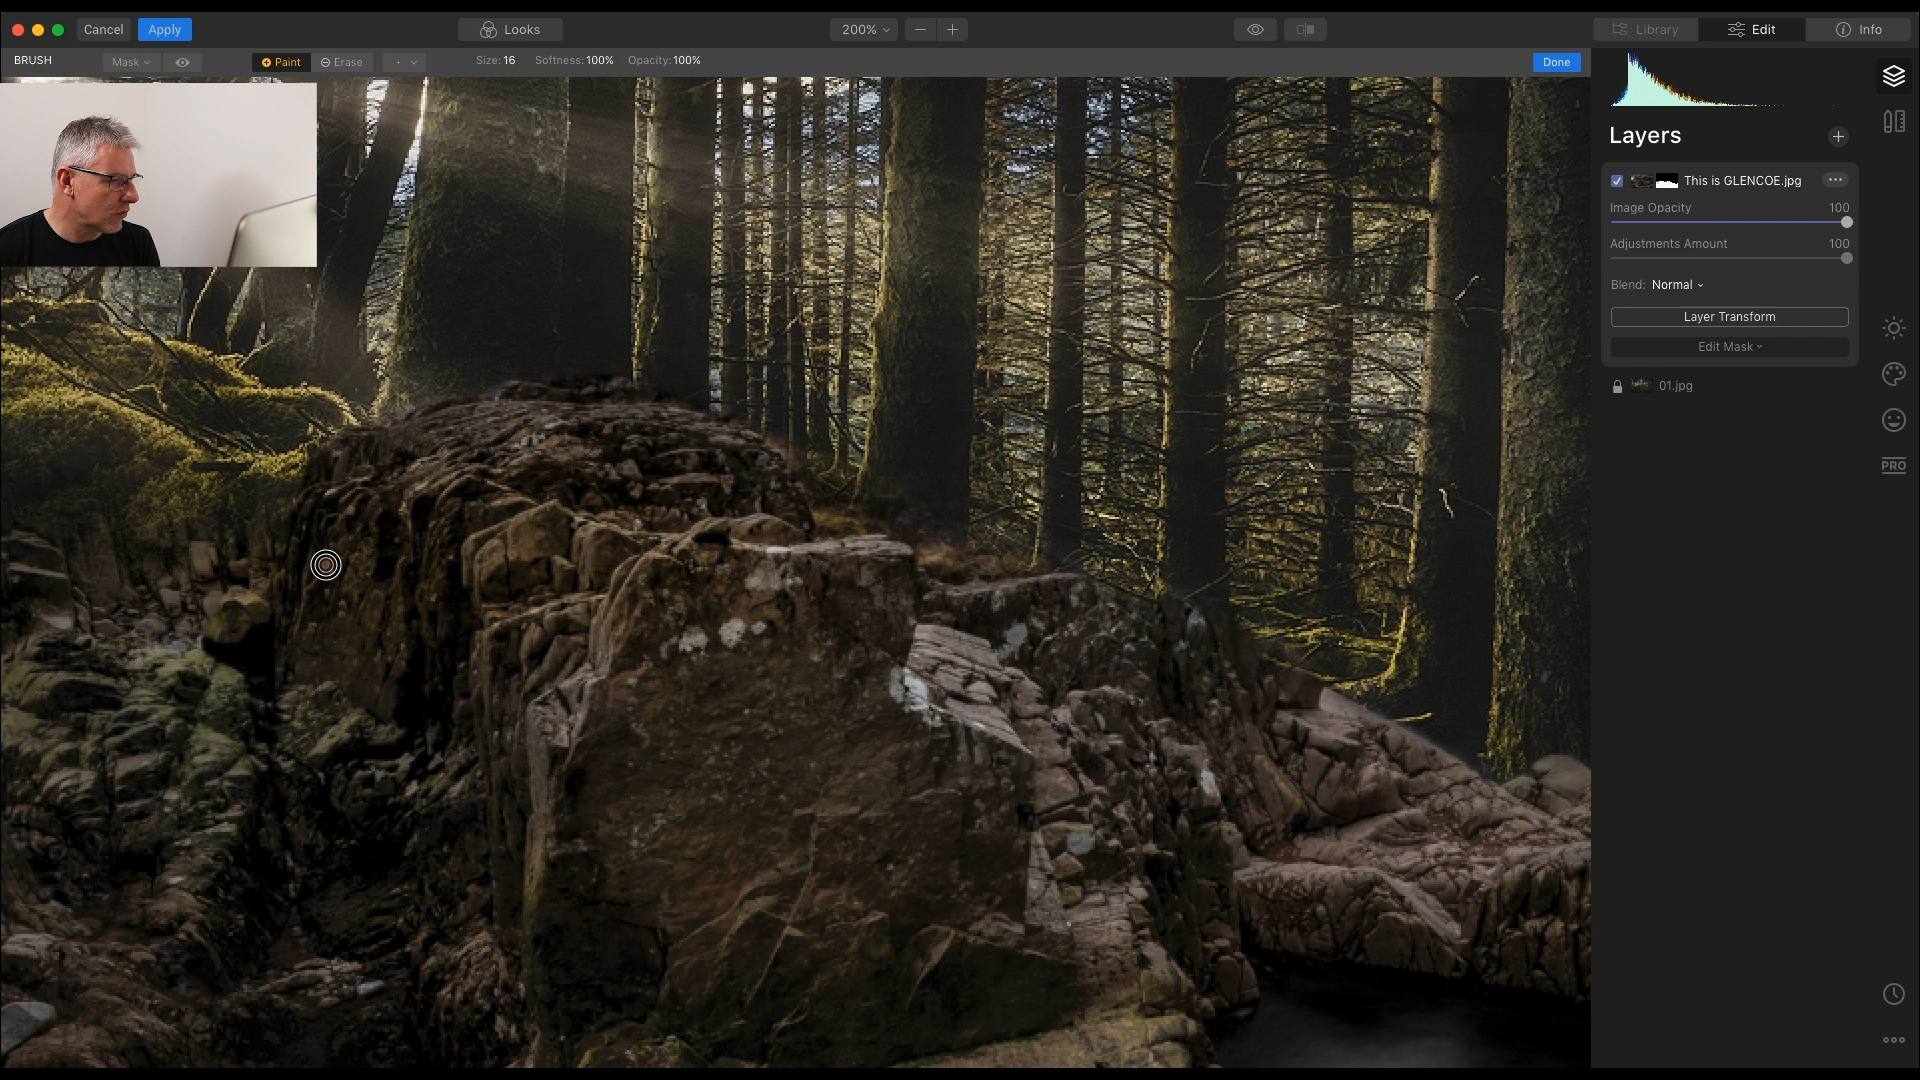 Cancel Apply Looks 200% Library Edit Info
BRUSH Mask Paint Erase Size: 16 Softness: 100% Opacity: 100% Done
Layers
This is GLENCOE.jpg
Image Opacity 100
Adjustments Amount 100
Blend: Normal
Layer Transform
Edit Mask
01.jpg
PRO